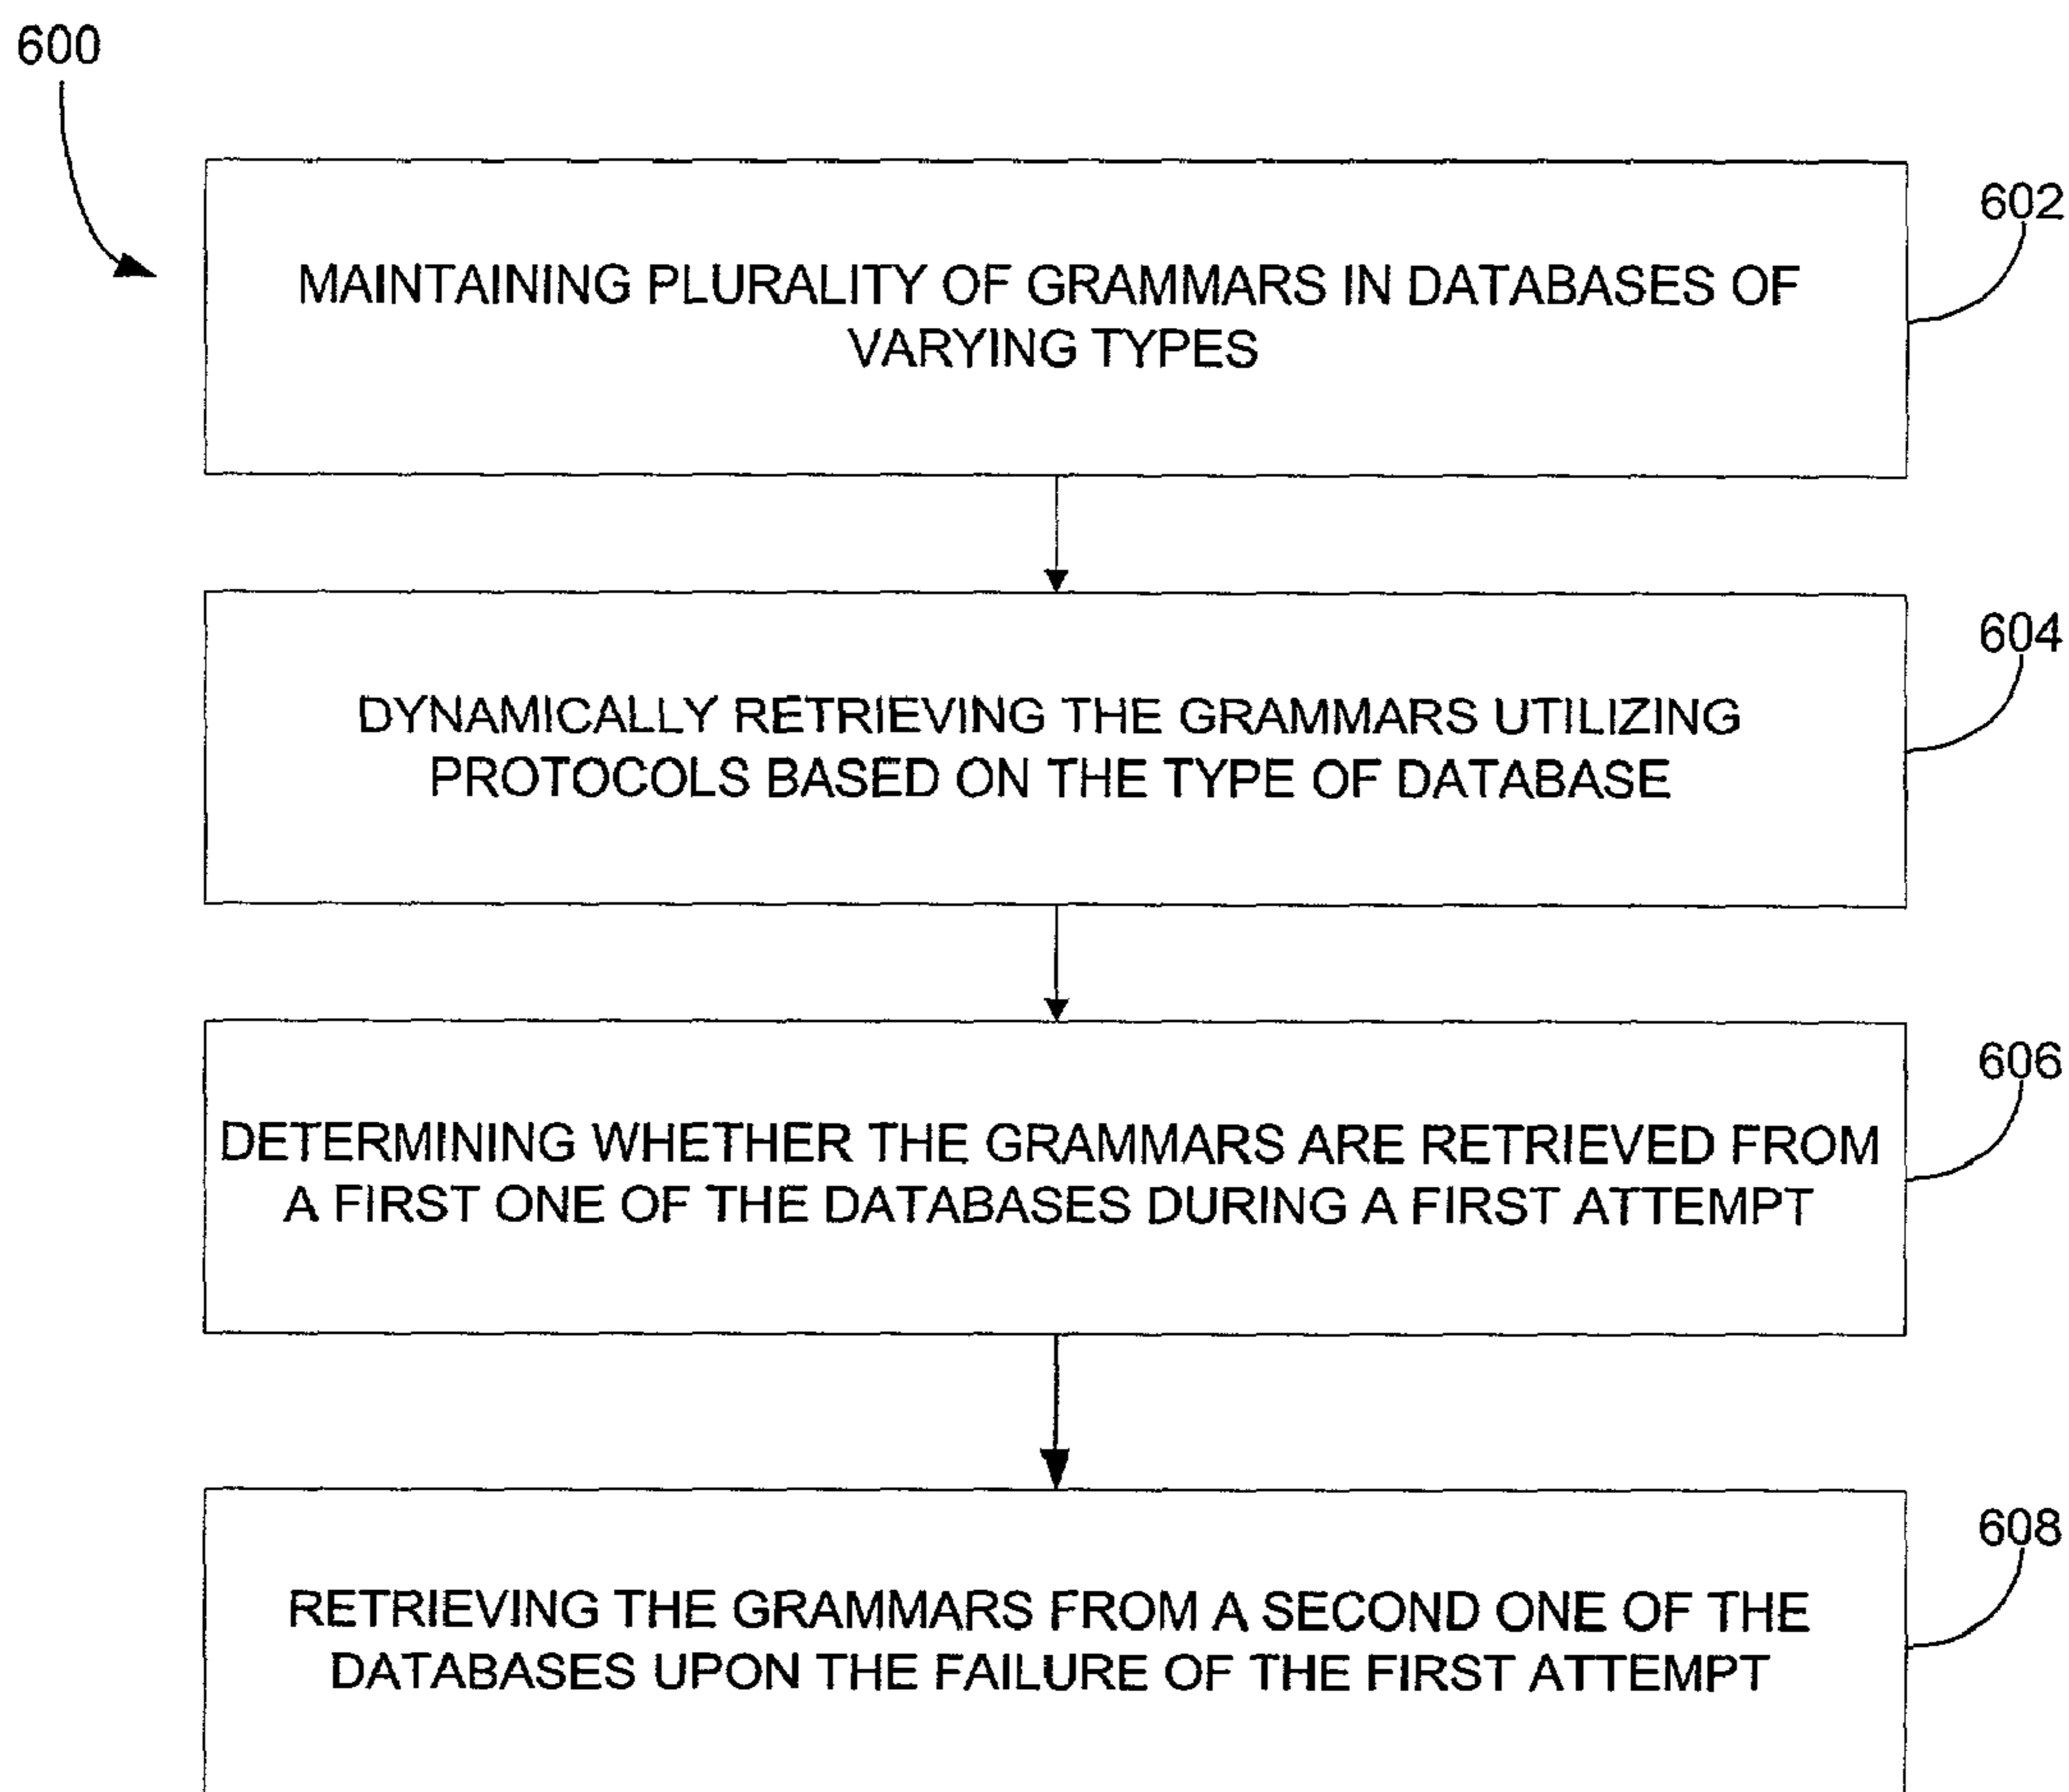 600
602
MAINTAINING PLURALITY OF GRAMMARS IN DATABASES OF
VARYING TYPES
604
DYNAMICALLY RETRIEVING THE GRAMMARS UTILIZING
PROTOCOLS BASED ON THE TYPE OF DATABASE
606
DETERMINING WHETHER THE GRAMMARS ARE RETRIEVED FROM
A FIRST ONE OF THE DATABASES DURING A FIRST ATTEMPT
608
RETRIEVING THE GRAMMARS FROM A SECOND ONE OF THE
DATABASES UPON THE FAILURE OF THE FIRST ATTEMPT